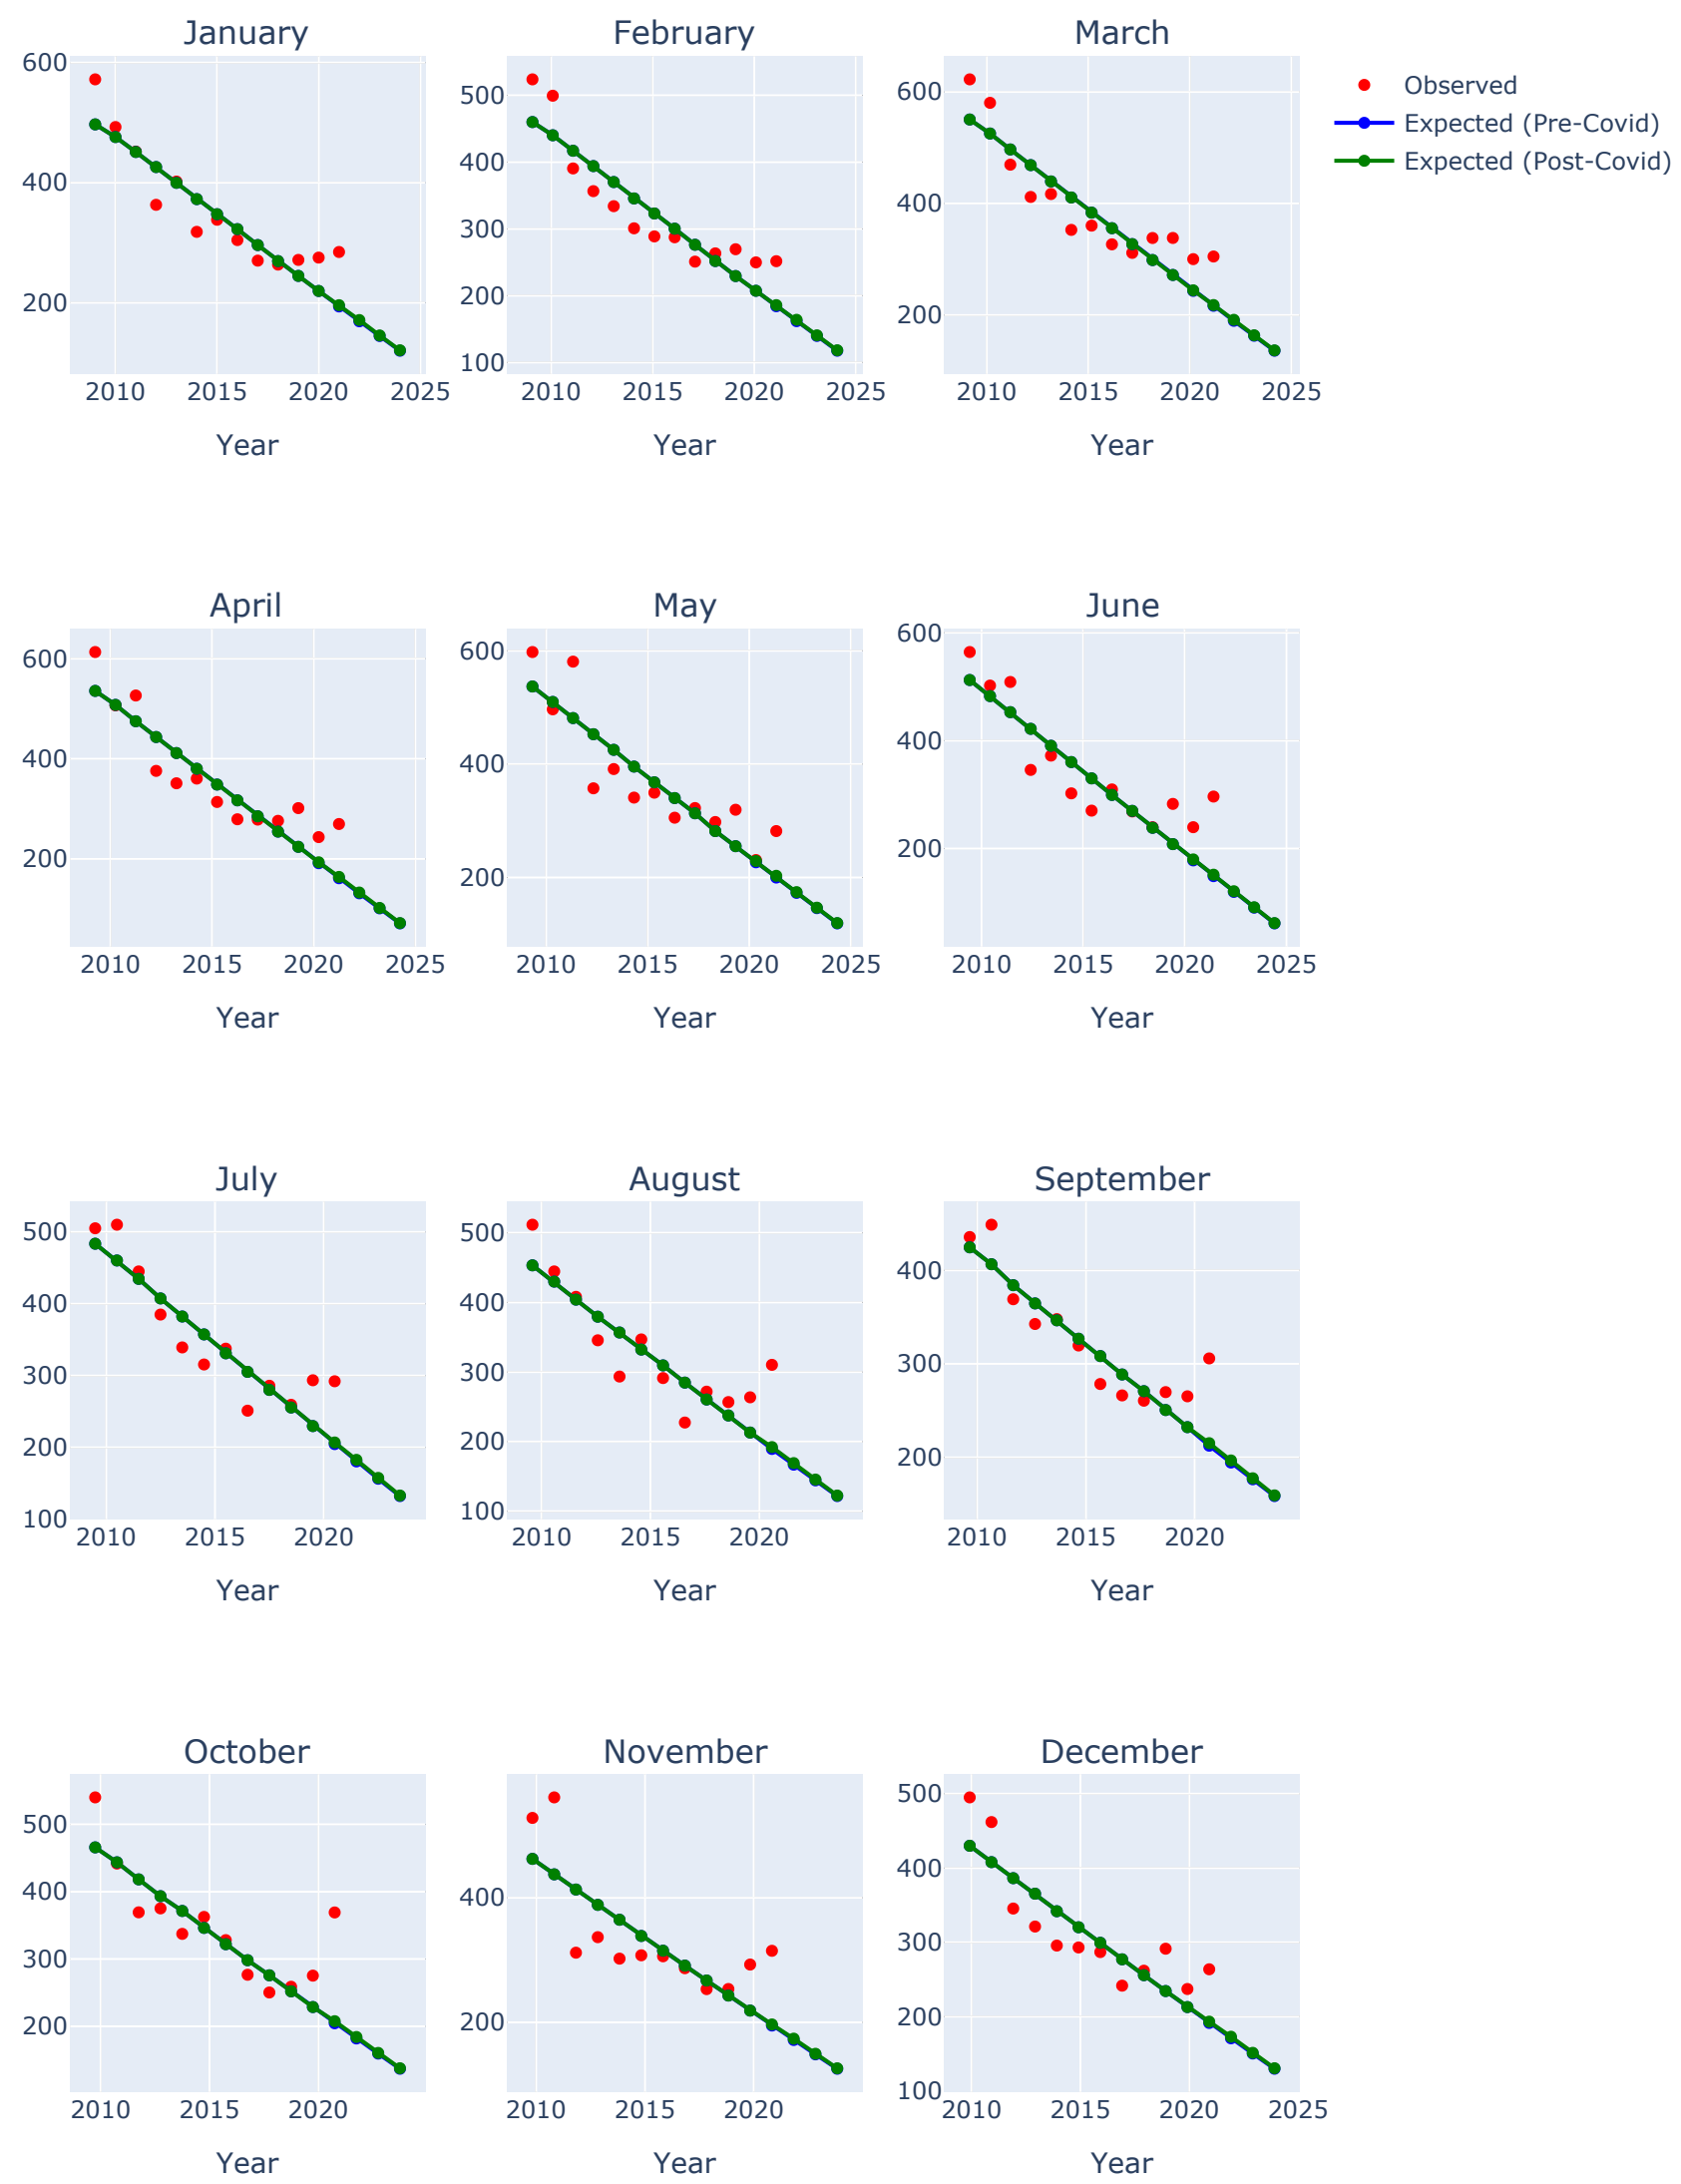 January February March
600
400
200
2010 2015 2020 2025
Year
500
400
300
200
100
2010 2015 2020 2025
Year
600
400
200
2010 2015 2020 2025
Year
Observed
Expected (Pre-Covid)
Expected (Post-Covid)
April May June
600
400
200
2010 2015 2020 2025
Year
600
400
200
2010 2015 2020 2025
Year
600
400
200
2010 2015 2020 2025
Year
July August September
500
400
300
200
100
2010 2015 2020
Year
500
400
300
200
100
2010 2015 2020
Year
400
300
200
2010 2015 2020
Year
October November December
500
400
300
200
2010 2015 2020
Year
400
200
2010 2015 2020
Year
500
400
300
200
100
2010 2015 2020 2025
Year